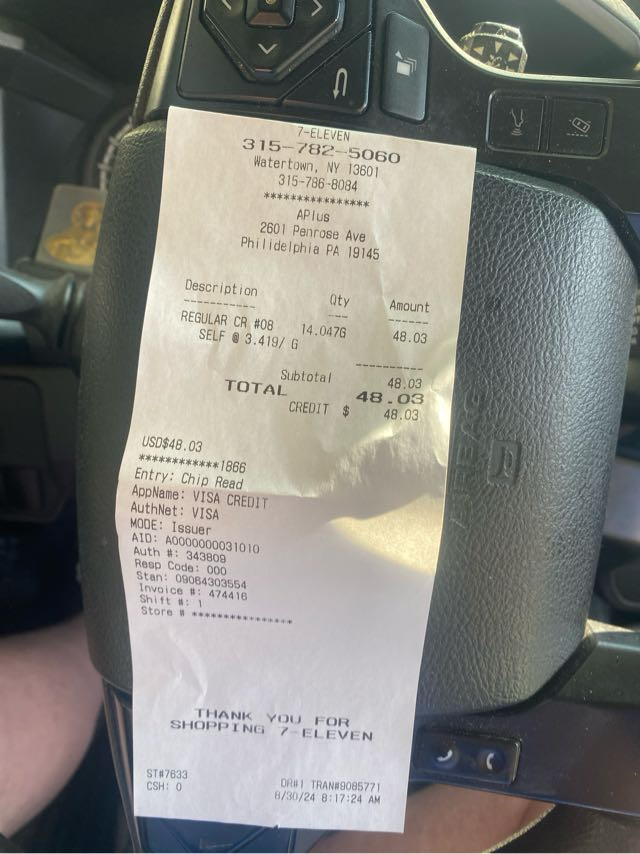 7-ELEVEN
315-782-5060
Watertown, NY 13601
315-786-8084
****************
APlus
2601 Penrose Ave
Philidelphia PA 19145
Description Qty Amount
----------- --- ------
REGULAR CR #08 14.047G 48.03
SELF @ 3.419/ G
----------
Subtotal 48.03
TOTAL 48.03
CREDIT $ 48.03
USD$48.03
************1866
Entry: Chip Read
AppName: VISA CREDIT
AuthNet: VISA
MODE: Issuer
AID: A0000000031010
Auth #: 343809
Resp Code: 000
Stan: 09064303554
Invoice #: 474416
Shift #: 1
Store # ****************
THANK YOU FOR
SHOPPING 7-ELEVEN
ST#7633 DR#1 TRAN#9085771
CSH: 0 8/30/24 8:17:24 AM